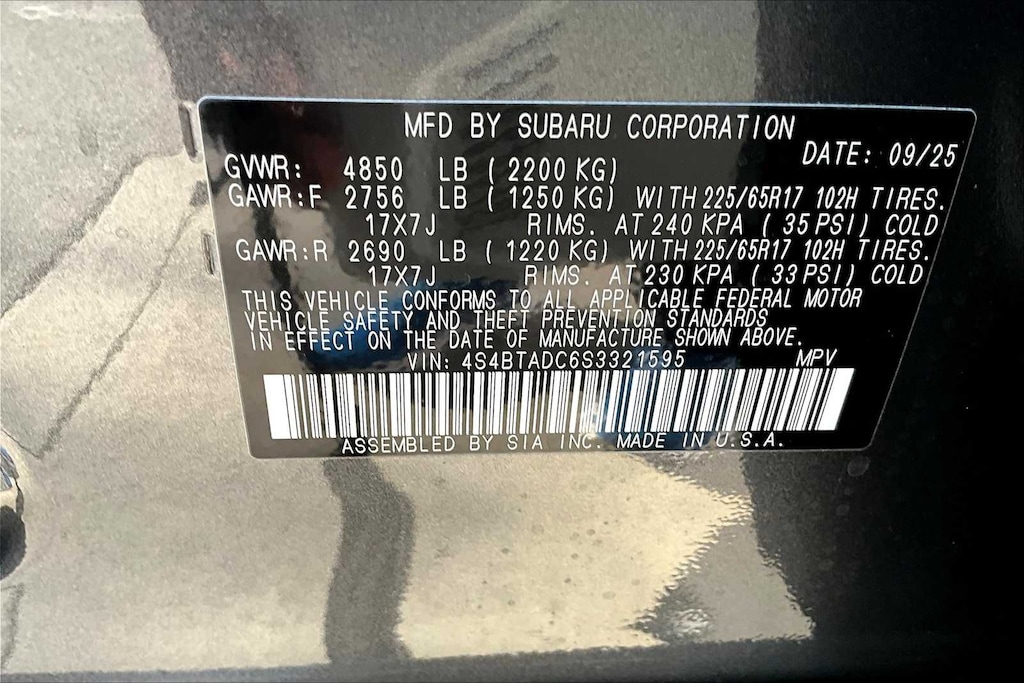 MFD BY SUBARU CORPORATION
DATE: 09/25
GVWR: 4850 LB (2200 KG)
GAWR:F 2756 LB (1250 KG) WITH 225/65R17 102H TIRES.
17X7J RIMS. AT 240 KPA (35 PSI) COLD
GAWR:R 2690 LB (1220 KG) WITH 225/65R17 102H TIRES.
17X7J RIMS. AT 230 KPA (33 PSI) COLD
THIS VEHICLE CONFORMS TO ALL APPLICABLE FEDERAL MOTOR
VEHICLE SAFETY AND THEFT PREVENTION STANDARDS
IN EFFECT ON THE DATE OF MANUFACTURE SHOWN ABOVE.
VIN: 4S4BTADC6S3321595 MPV
ASSEMBLED BY SIA INC. MADE IN U.S.A.